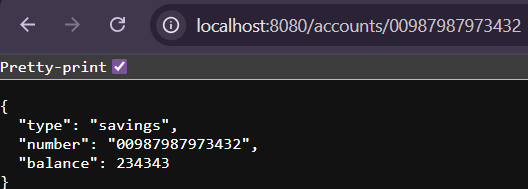 localhost:8080/accounts/00987987973432
Pretty-print
{
"type": "savings",
"number": "00987987973432",
"balance": 234343
}